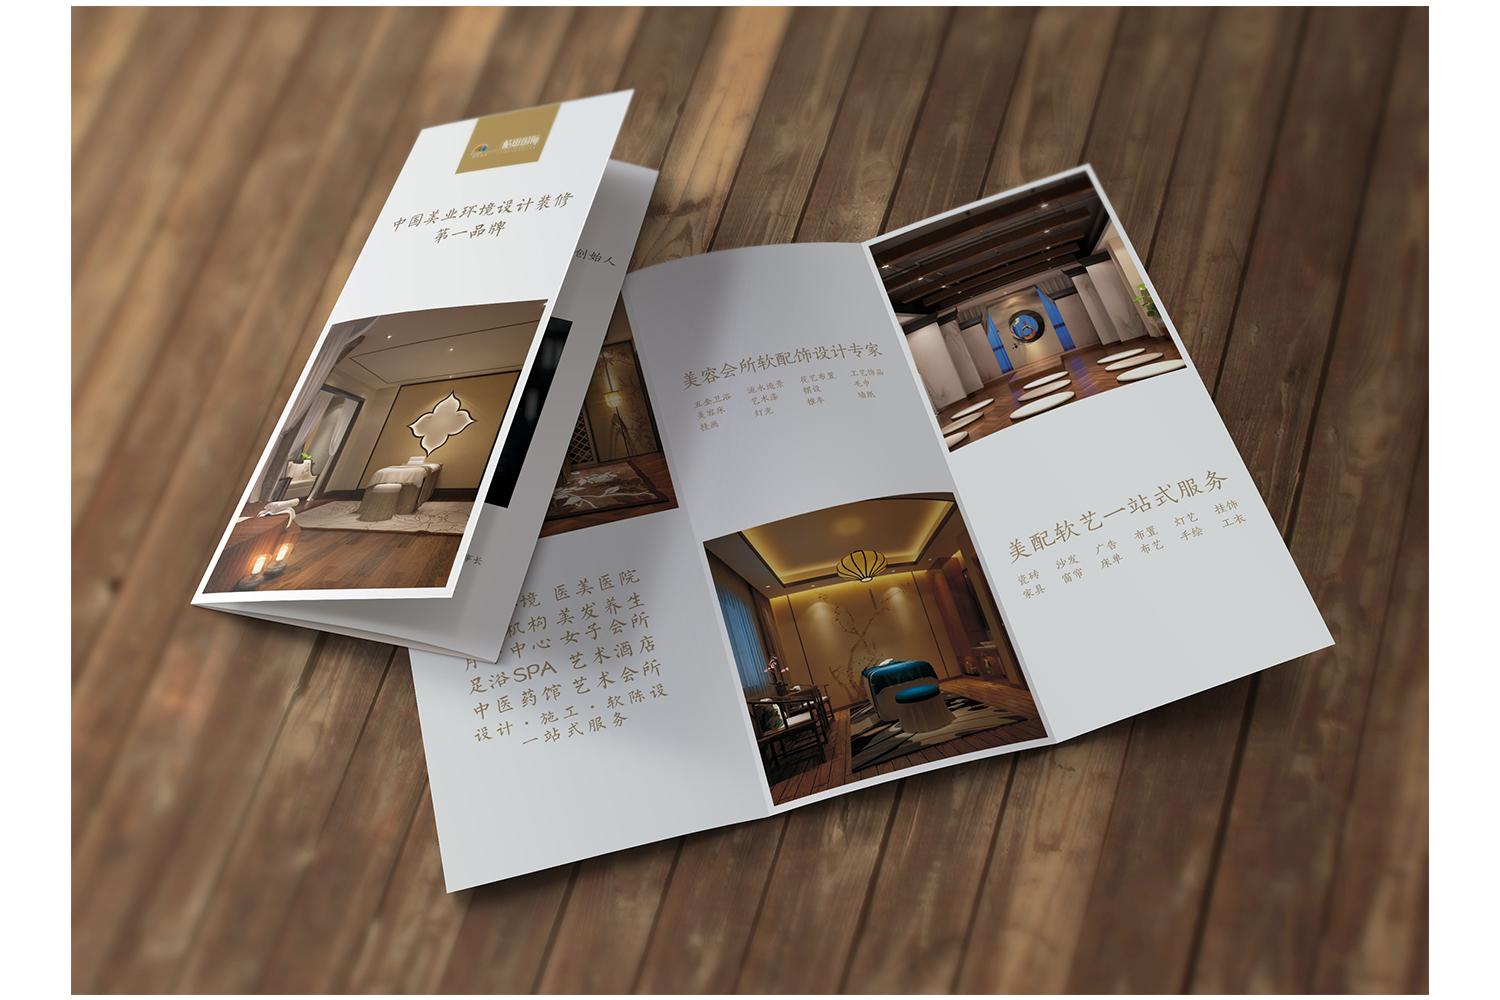 中国美业环境设计装修
第一品牌
创始人
境 医美医院
机构 美发养生
月 中心 女子会所
足浴SPA 艺术酒店
中医药馆 艺术会所
设计·施工·软陈设
一站式服务
美容会所软配饰设计专家
五金卫浴 流水造景 花艺布置 工艺饰品
美容床 艺术漆 摆设 毛巾
挂画 灯光 墙纸
美配软艺一站式服务
瓷砖 沙发 广告 布置 灯艺 挂饰
家具 窗帘 床单 布艺 手绘 工衣